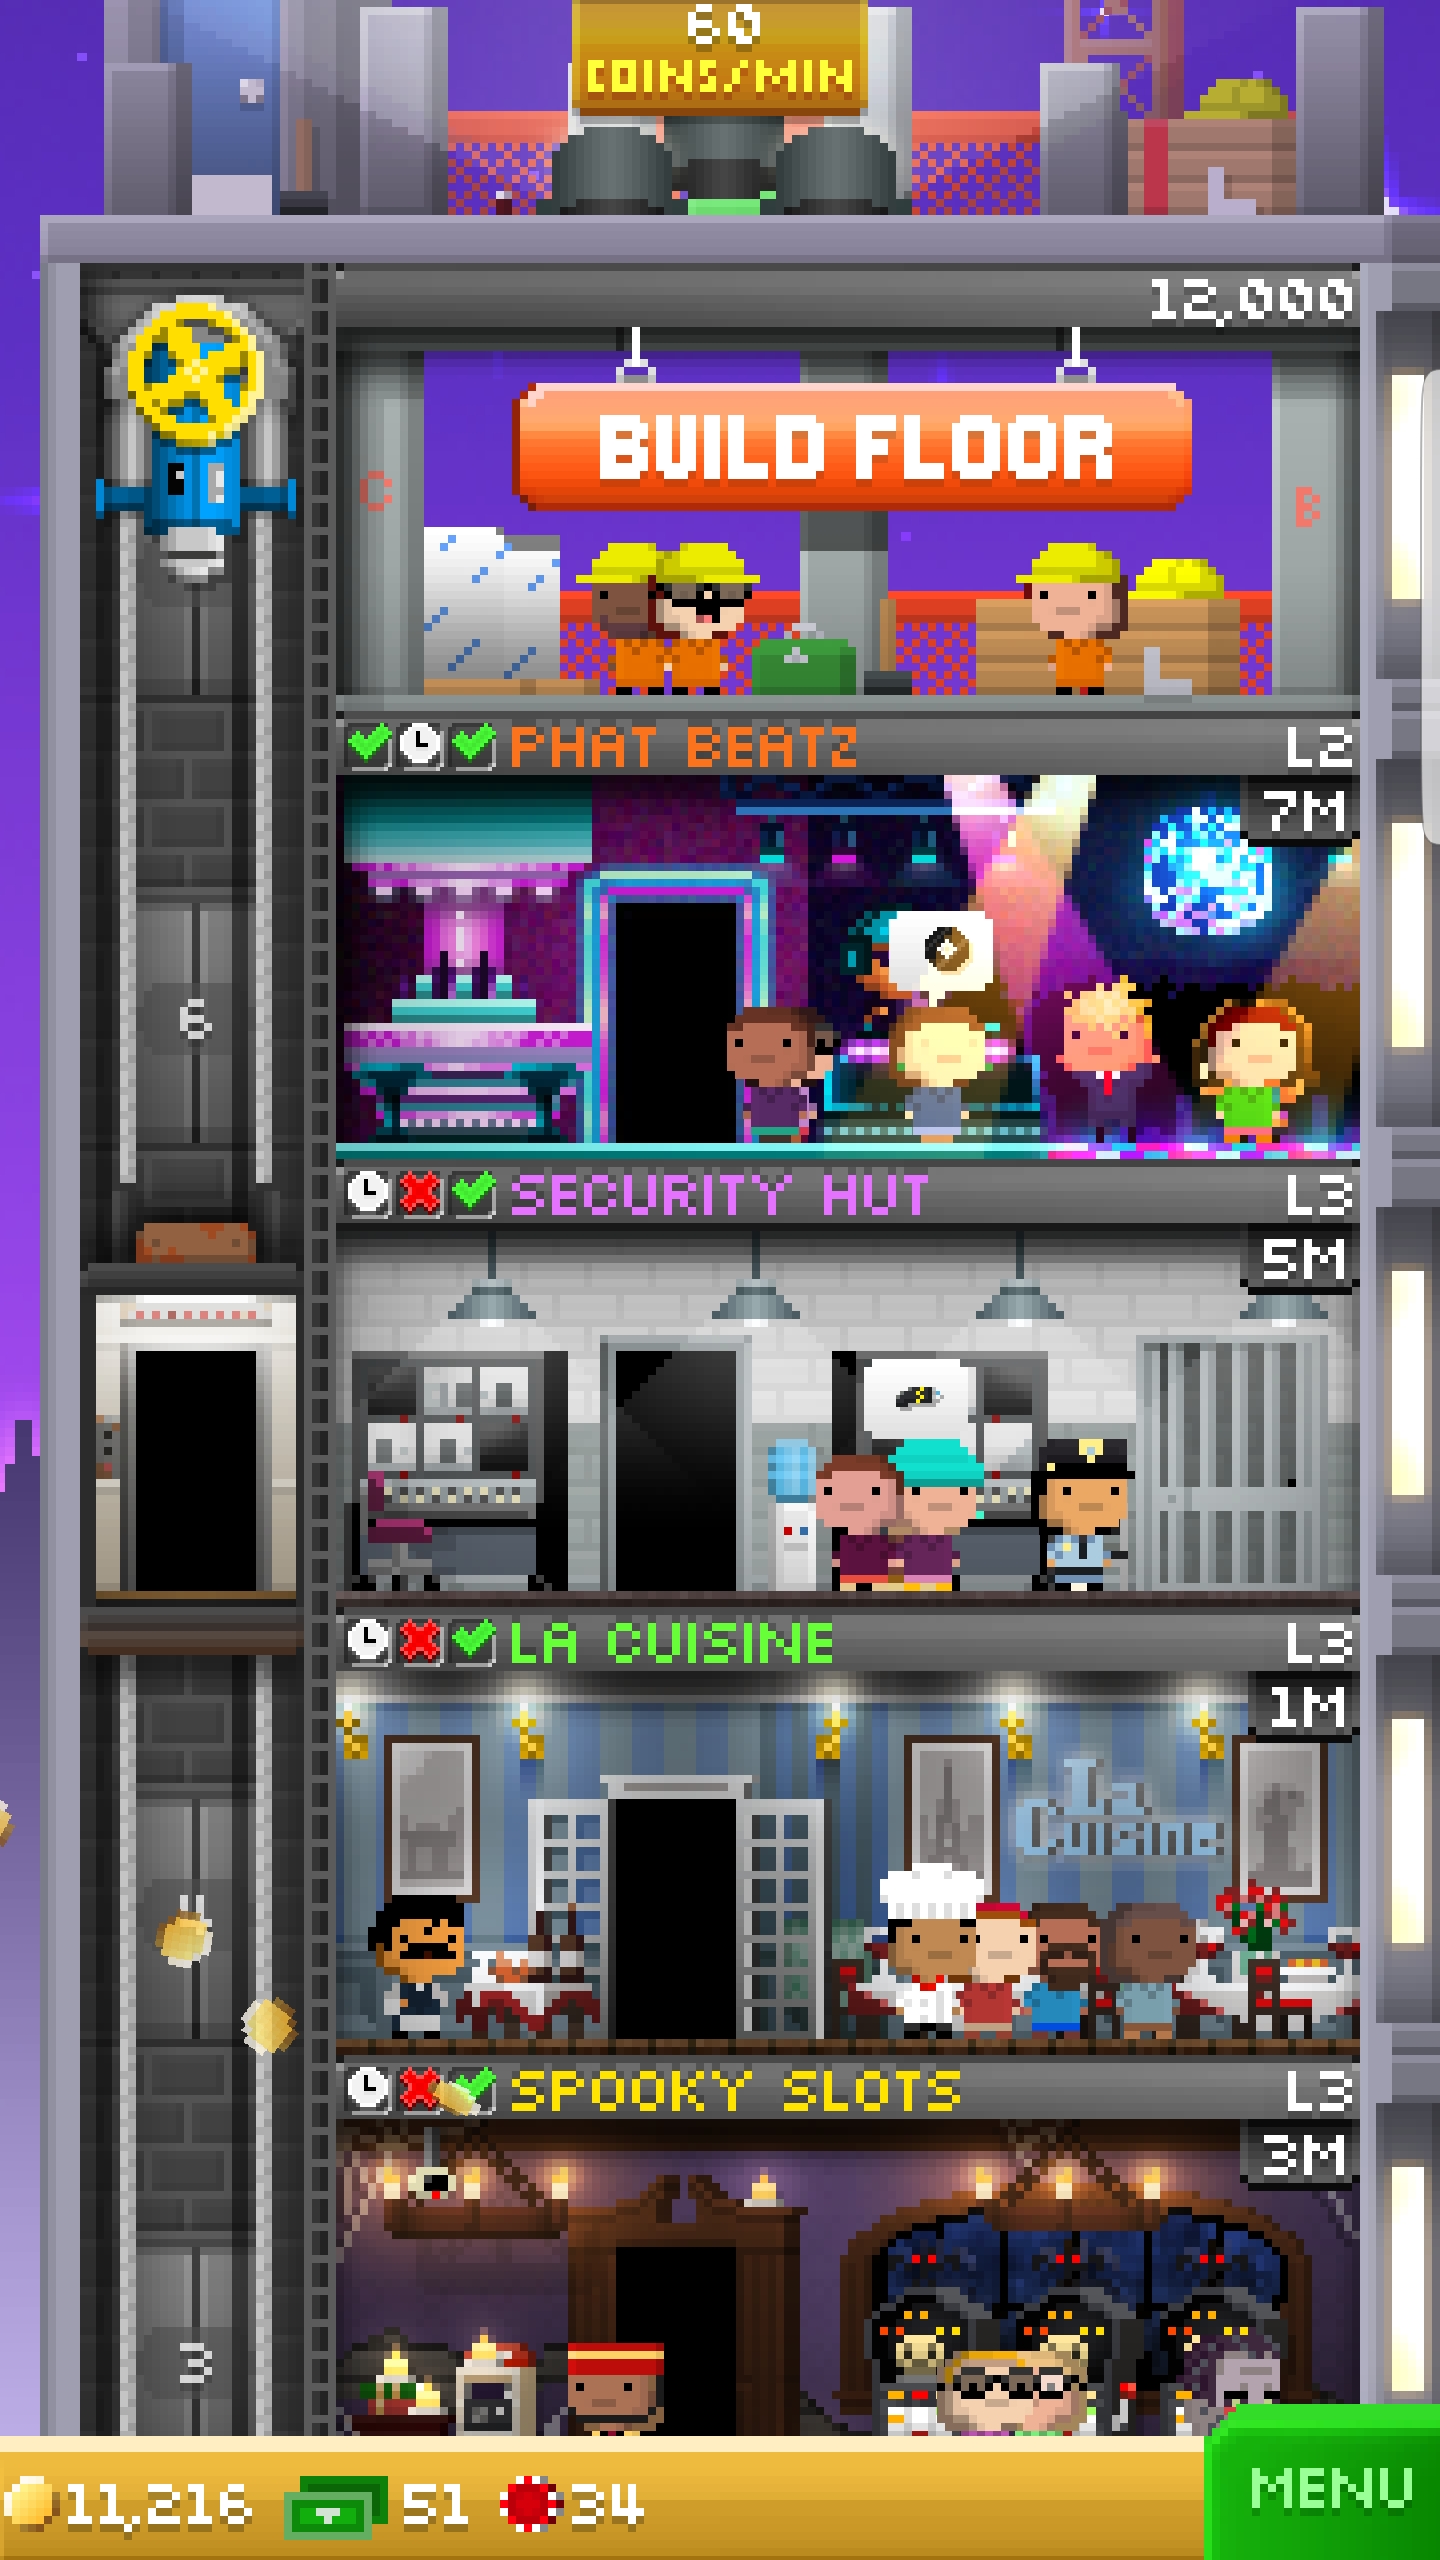 60
COINS/MIN
12,000
BUILD FLOOR
C
B
PHAT BEATZ L2
7M
6
SECURITY HUT L3
5M
LA CUISINE L3
1M
La
Cuisine
SPOOKY SLOTS L3
3M
3
11,216 51 34
MENU